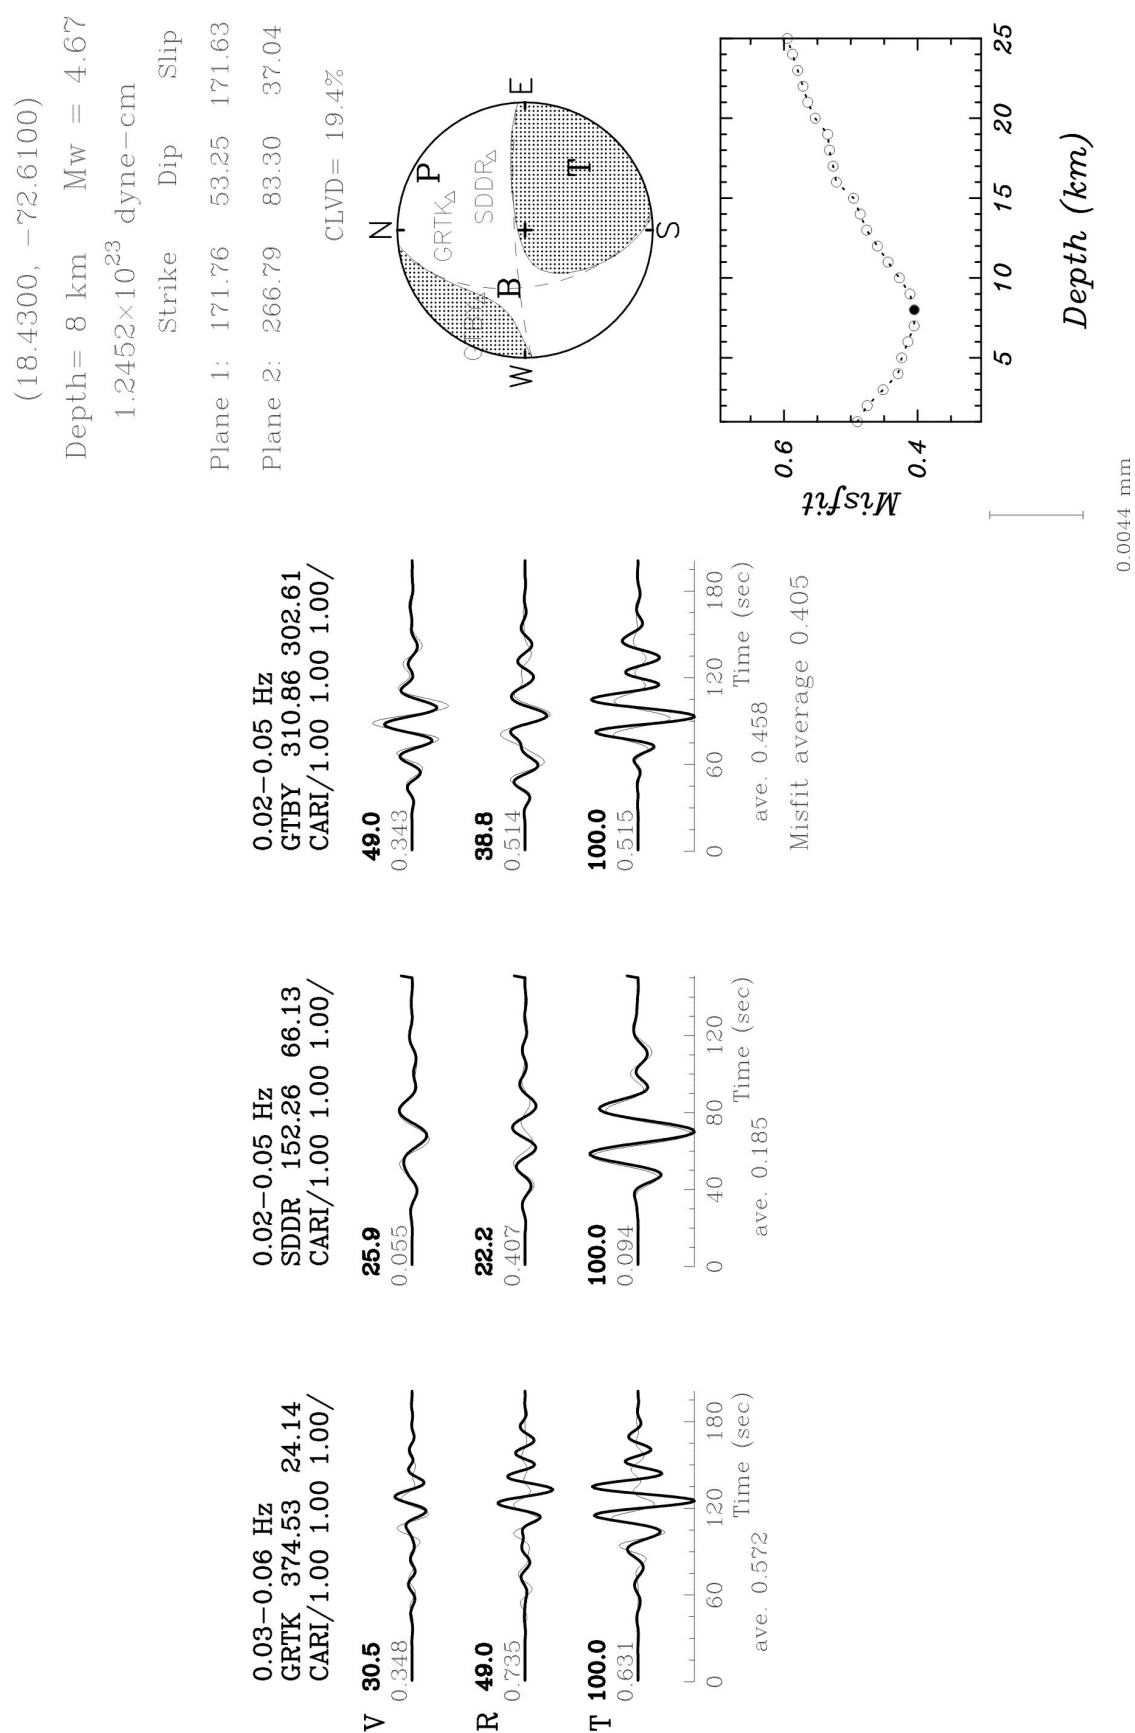 (18.4300, −72.6100)
Depth= 8 km Mw = 4.67
1.2452×10²³ dyne−cm
Strike Dip Slip
Plane 1: 171.76 53.25 171.63
Plane 2: 266.79 83.30 37.04
CLVD= 19.4%
0.03−0.06 Hz
GRTK 374.53 24.14
CARI/1.00 1.00 1.00/
V 30.5
0.348
R 49.0
0.735
T 100.0
0.631
0 60 120 180
Time (sec)
ave. 0.572
0.02−0.05 Hz
SDDR 152.26 66.13
CARI/1.00 1.00 1.00/
25.9
0.055
22.2
0.407
100.0
0.094
0 40 80 120
Time (sec)
ave. 0.185
0.02−0.05 Hz
GTBY 310.86 302.61
CARI/1.00 1.00 1.00/
49.0
0.343
38.8
0.514
100.0
0.515
0 60 120 180
Time (sec)
ave. 0.458
Misfit average 0.405
N
P
GRTK
SDDR
B
W
E
T
S
0.6
0.4
Misfit
5 10 15 20 25
Depth (km)
0.0044 mm